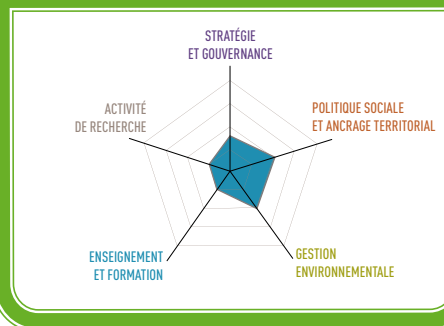 STRATÉGIE
ET GOUVERNANCE
ACTIVITÉ
DE RECHERCHE
POLITIQUE SOCIALE
ET ANCRAGE TERRITORIAL
ENSEIGNEMENT
ET FORMATION
GESTION
ENVIRONNEMENTALE